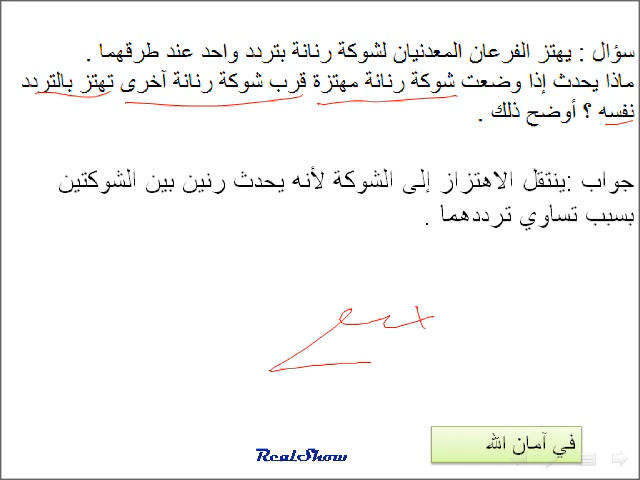 سؤال : يهتز الفرعان المعدنيان لشوكة رنانة بتردد واحد عند طرقهما .
ماذا يحدث إذا وضعت شوكة رنانة مهتزة قرب شوكة رنانة آخرى تهتز بالتردد
نفسه ؟ أوضح ذلك .
جواب :ينتقل الاهتزاز إلى الشوكة لأنه يحدث رنين بين الشوكتين
بسبب تساوي ترددهما .
في آمان الله
RealShow